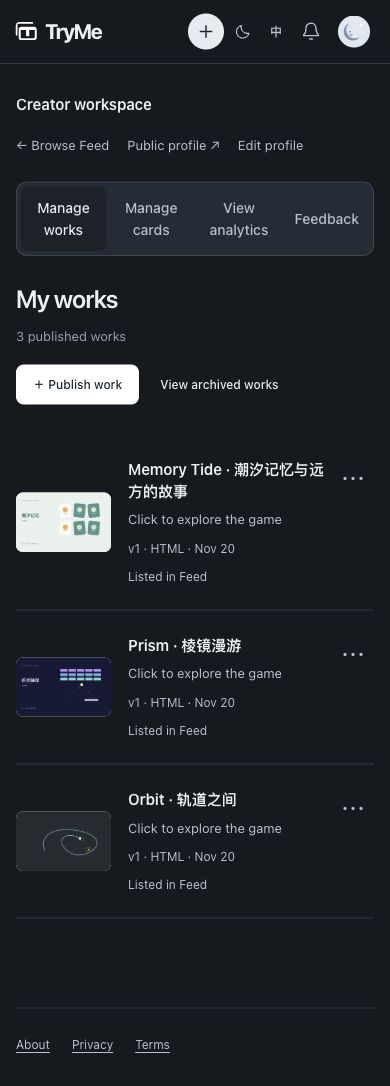 TryMe
中
Creator workspace
← Browse Feed Public profile ↗ Edit profile
Manage works
Manage cards
View analytics
Feedback
My works
3 published works
+ Publish work
View archived works
Memory Tide · 潮汐记忆与远
方的故事
Click to explore the game
v1 · HTML · Nov 20
Listed in Feed
Prism · 棱镜漫游
Click to explore the game
v1 · HTML · Nov 20
Listed in Feed
Orbit · 轨道之间
Click to explore the game
v1 · HTML · Nov 20
Listed in Feed
About Privacy Terms